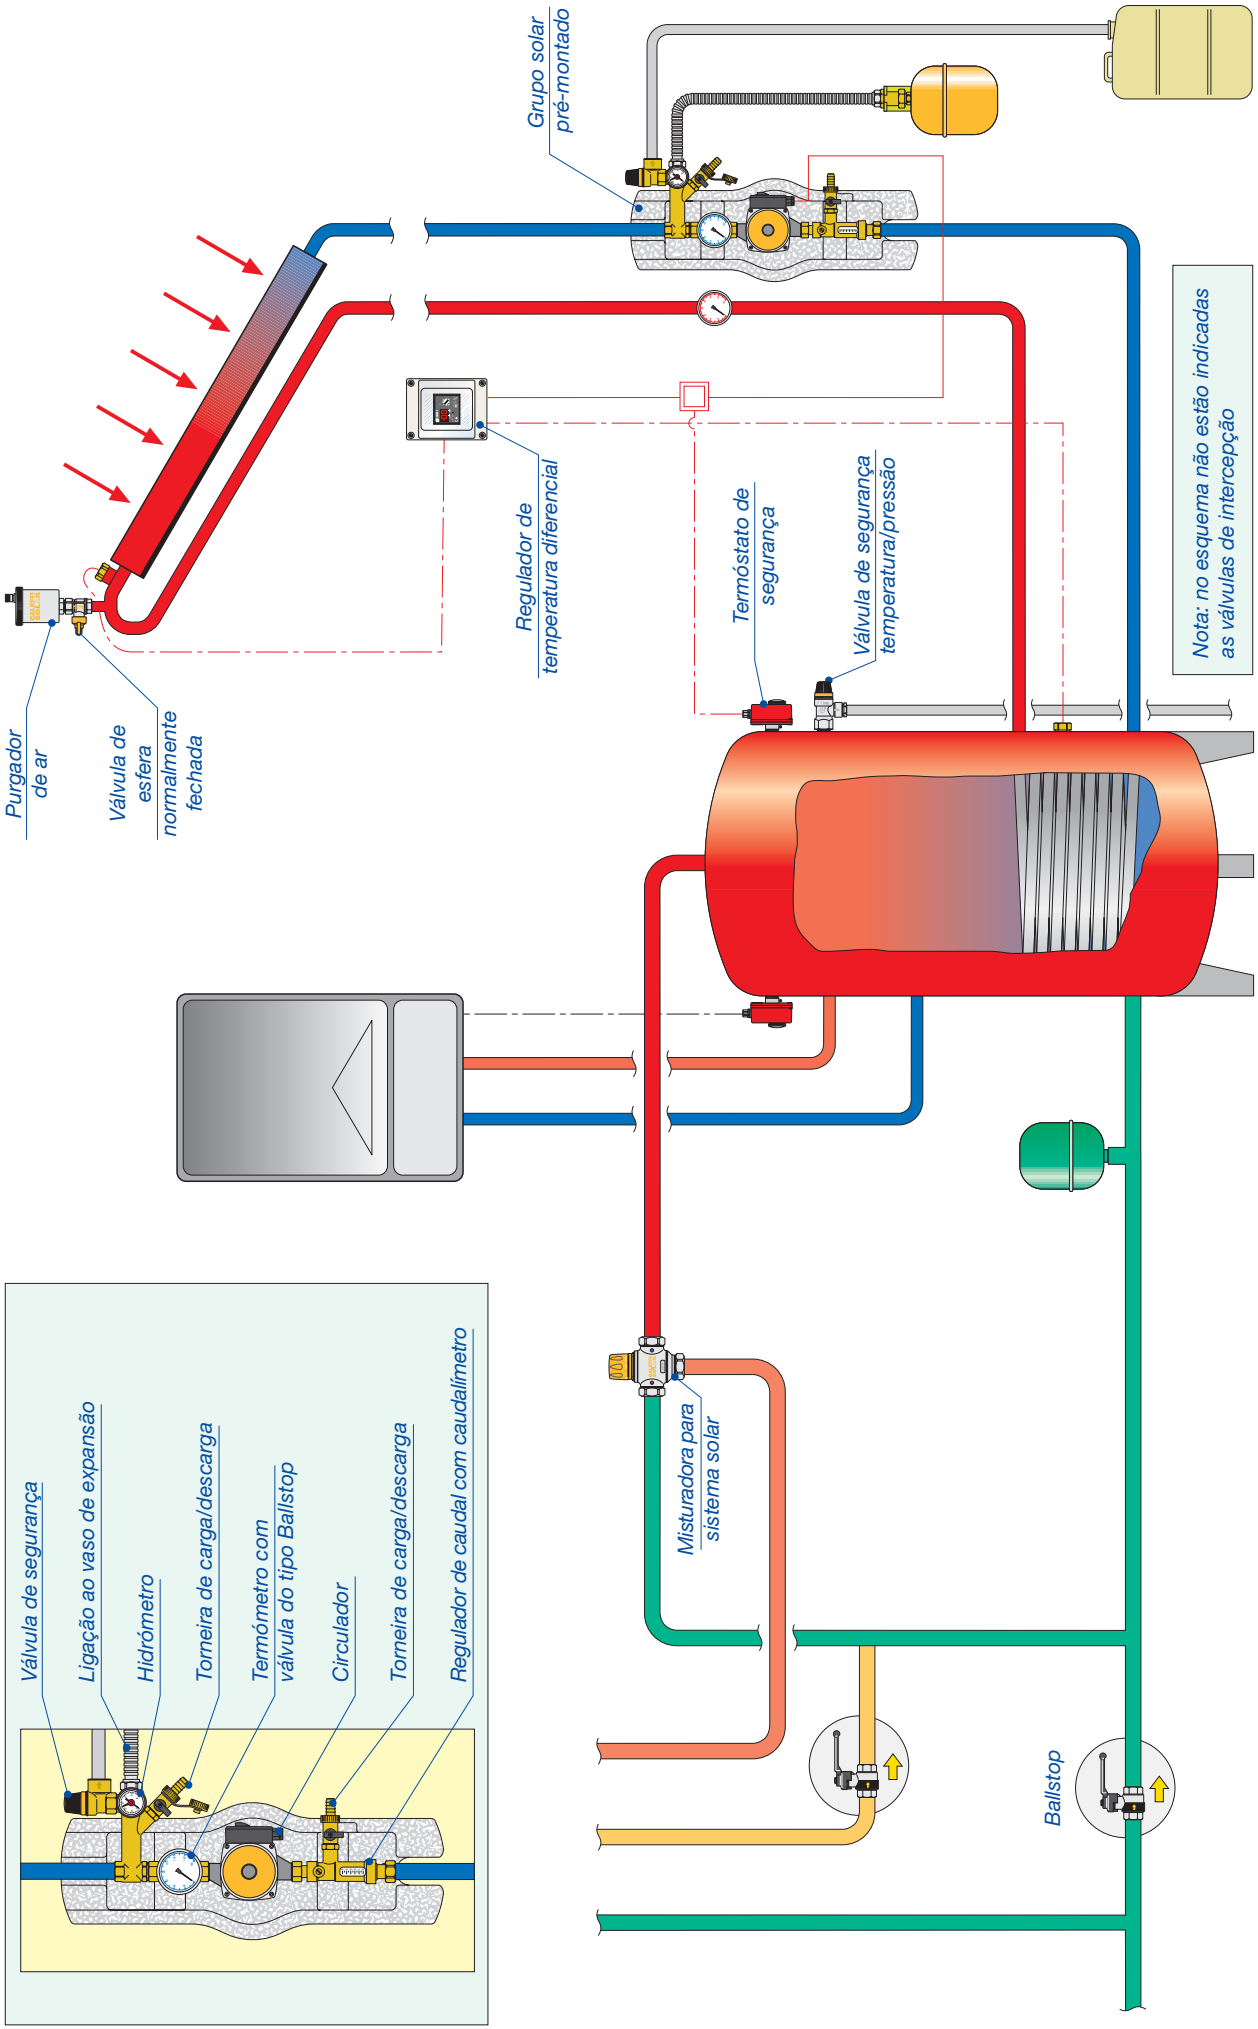 Válvula de segurança
Ligação ao vaso de expansão
Hidrómetro
Torneira de carga/descarga
Termómetro com
válvula do tipo Ballstop
Circulador
Torneira de carga/descarga
Regulador de caudal com caudalímetro
Purgador
de ar
Válvula de
esfera
normalmente
fechada
Regulador de
temperatura diferencial
Grupo solar
pré-montado
Termóstato de
segurança
Válvula de segurança
temperatura/pressão
Misturadora para
sistema solar
Ballstop
Nota: no esquema não estão indicadas
as válvulas de intercepção